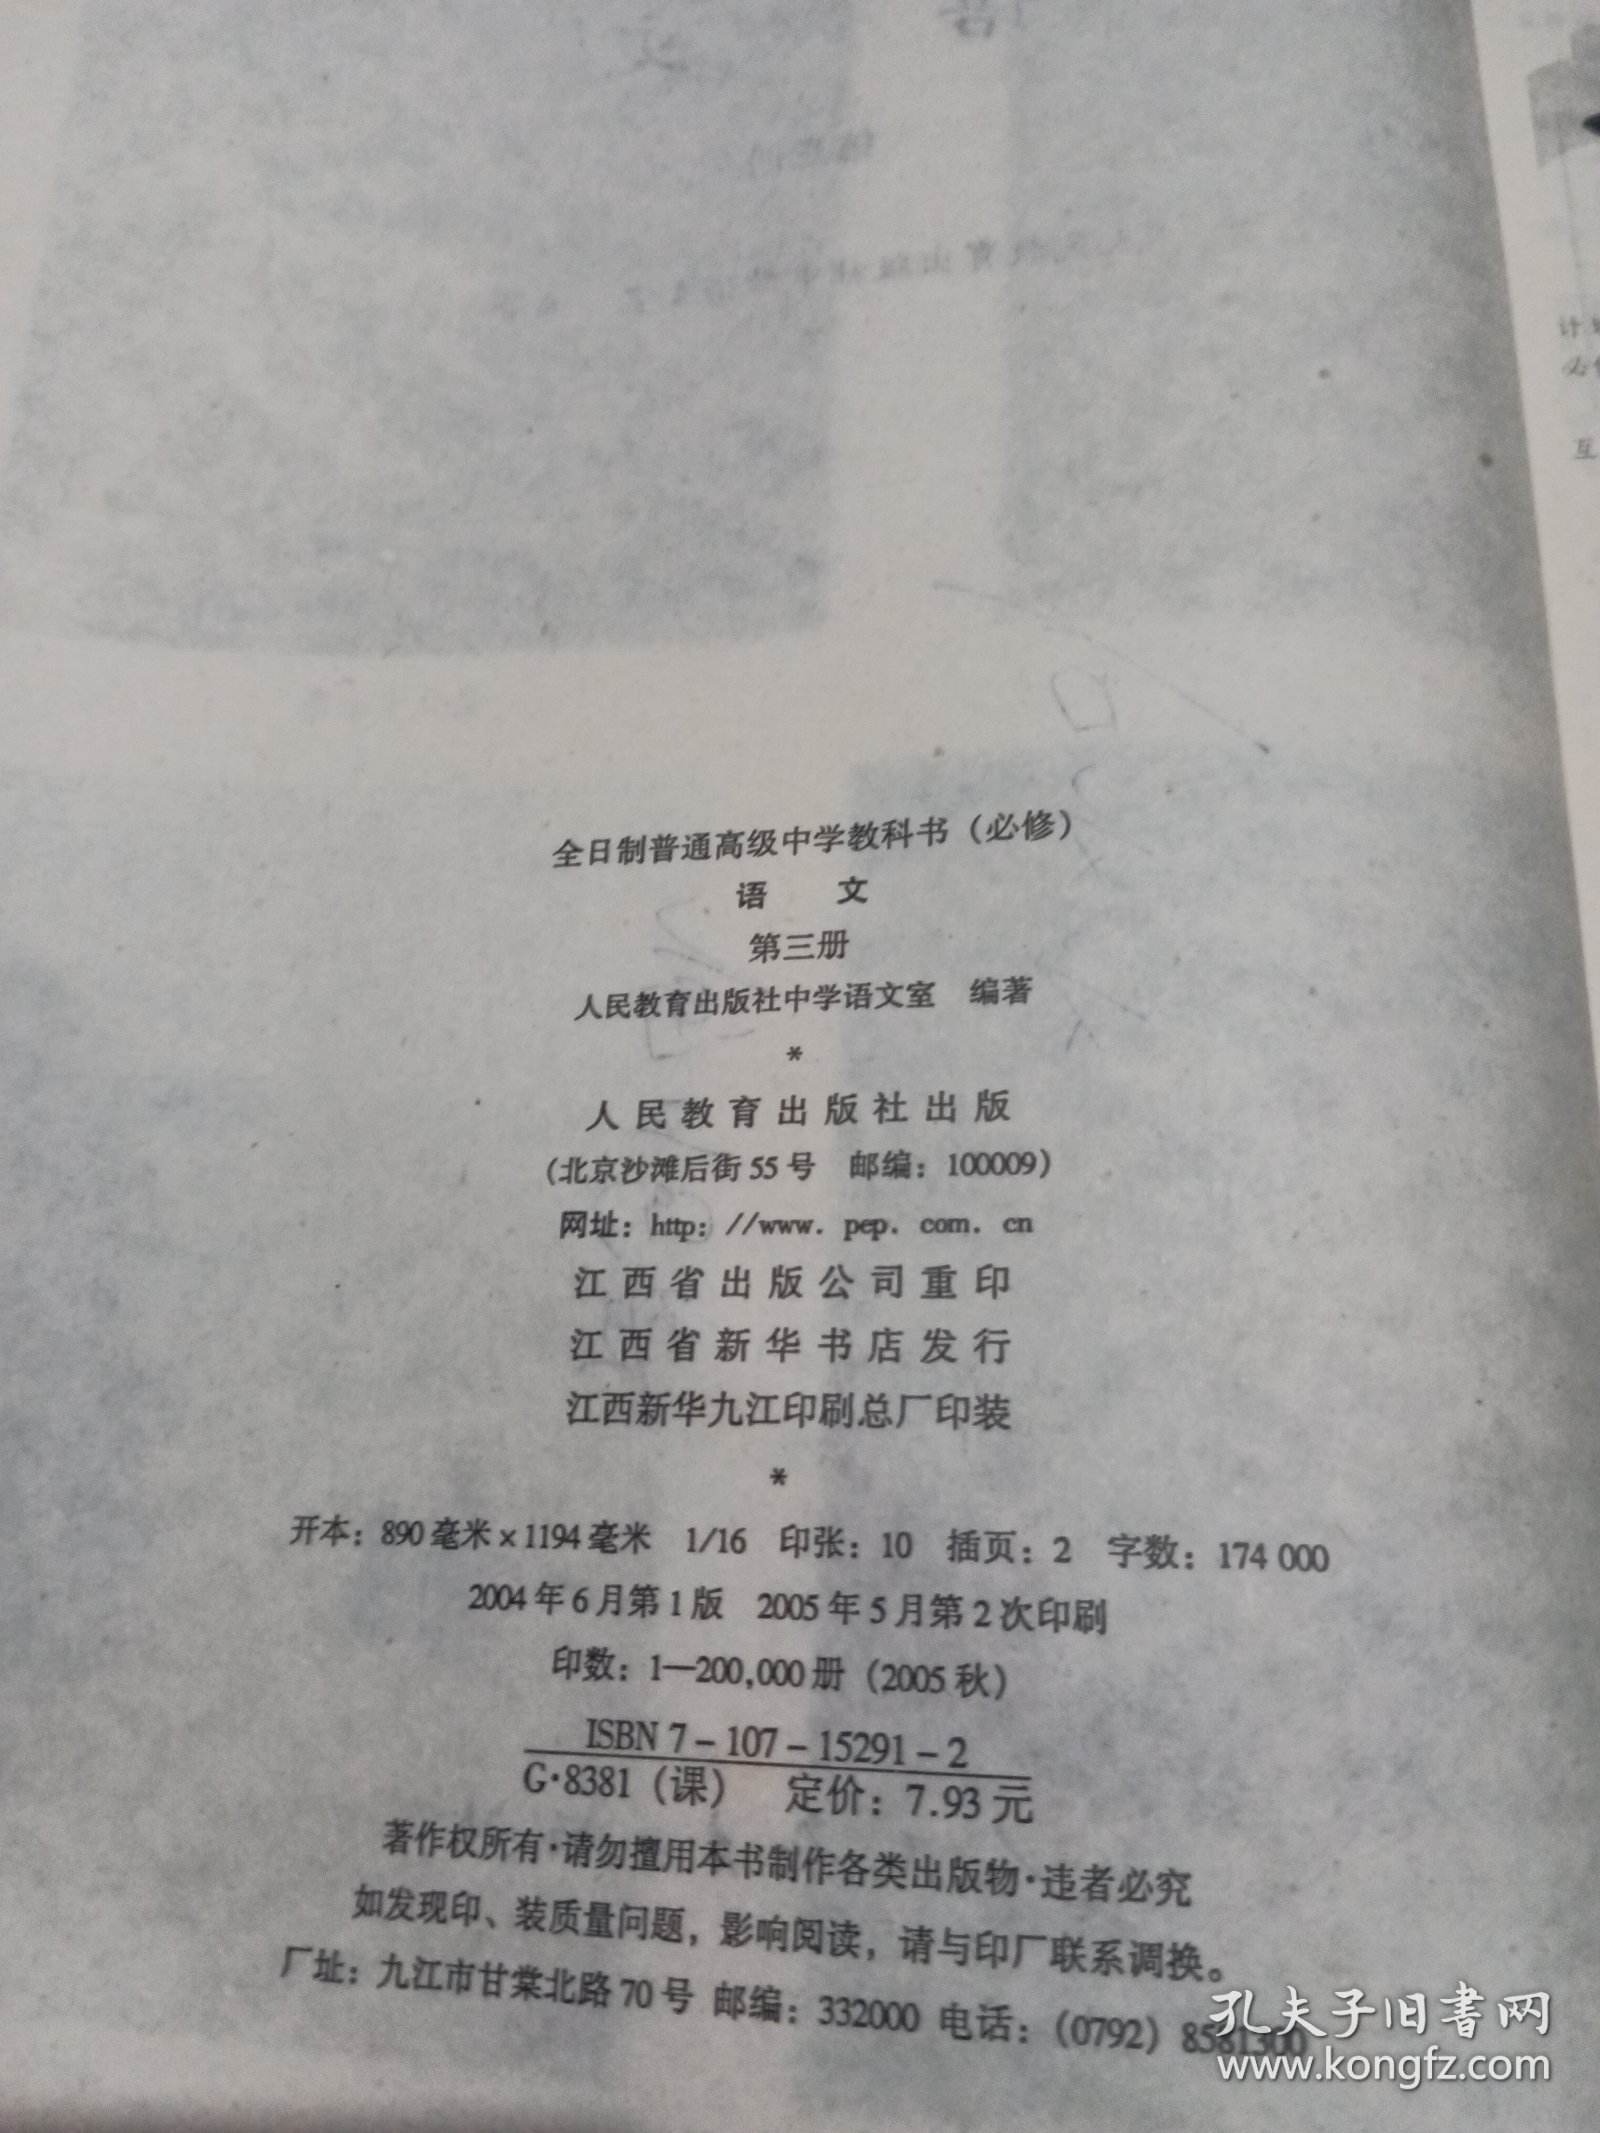 全日制普通高级中学教科书（必修）
语 文
第三册
人民教育出版社中学语文室 编著
*
人民教育出版社出版
（北京沙滩后街55号 邮编：100009）
网址：http：//www．pep．com．cn
江西省出版公司重印
江西省新华书店发行
江西新华九江印刷总厂印装
*
开本：890毫米×1194毫米 1/16 印张：10 插页：2 字数：174 000
2004年6月第1版 2005年5月第2次印刷
印数：1—200,000册（2005秋）
ISBN 7－107－15291－2
G·8381（课） 定价：7.93元
著作权所有·请勿擅用本书制作各类出版物·违者必究
如发现印、装质量问题，影响阅读，请与印厂联系调换。
厂址：九江市甘棠北路70号 邮编：332000 电话：（0792）8581300
孔夫子旧书网
www.kongfz.com
计
必
互